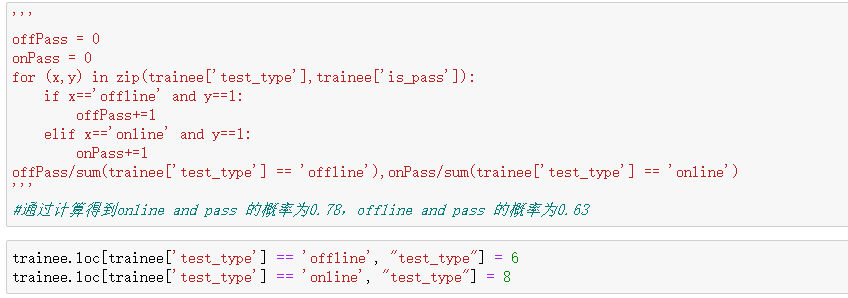 '''
offPass = 0
onPass = 0
for (x,y) in zip(trainee['test_type'],trainee['is_pass']):
    if x=='offline' and y==1:
        offPass+=1
    elif x=='online' and y==1:
        onPass+=1
offPass/sum(trainee['test_type'] == 'offline'),onPass/sum(trainee['test_type'] == 'online')
'''
#通过计算得到online and pass 的概率为0.78，offline and pass 的概率为0.63
trainee.loc[trainee['test_type'] == 'offline', "test_type"] = 6
trainee.loc[trainee['test_type'] == 'online', "test_type"] = 8